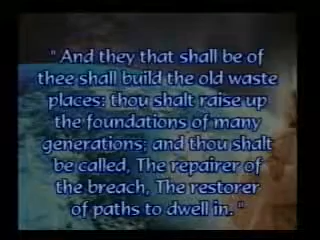 "And they that shall be of
thee shall build the old waste
places: thou shalt raise up
the foundations of many
generations; and thou shalt
be called, The repairer of
the breach, The restorer
of paths to dwell in."